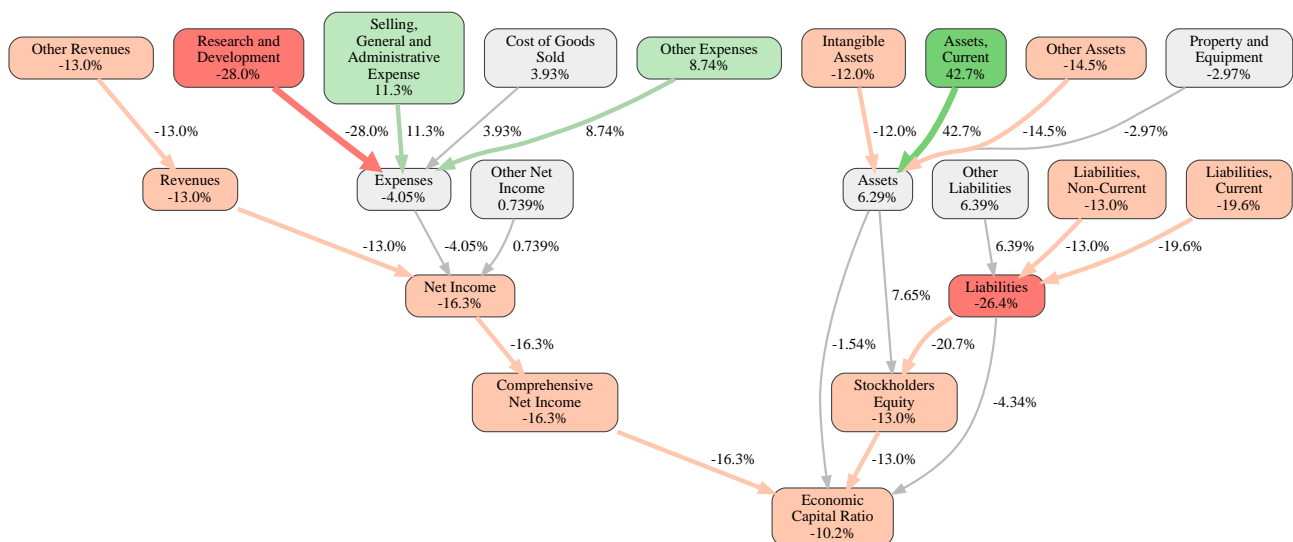 Other Revenues
-13.0%
Research and
Development
-28.0%
Selling,
General and
Administrative
Expense
11.3%
Cost of Goods
Sold
3.93%
Other Expenses
8.74%
Intangible
Assets
-12.0%
Assets,
Current
42.7%
Other Assets
-14.5%
Property and
Equipment
-2.97%
-13.0%
-28.0%
11.3%
3.93%
8.74%
-12.0%
42.7%
-14.5%
-2.97%
Revenues
-13.0%
Expenses
-4.05%
Other Net
Income
0.739%
Assets
6.29%
Other
Liabilities
6.39%
Liabilities,
Non-Current
-13.0%
Liabilities,
Current
-19.6%
-13.0%
-4.05%
0.739%
6.39%
-13.0%
-19.6%
Net Income
-16.3%
7.65%
Liabilities
-26.4%
-16.3%
-1.54%
-20.7%
Comprehensive
Net Income
-16.3%
Stockholders
Equity
-13.0%
-4.34%
-16.3%
-13.0%
Economic
Capital Ratio
-10.2%